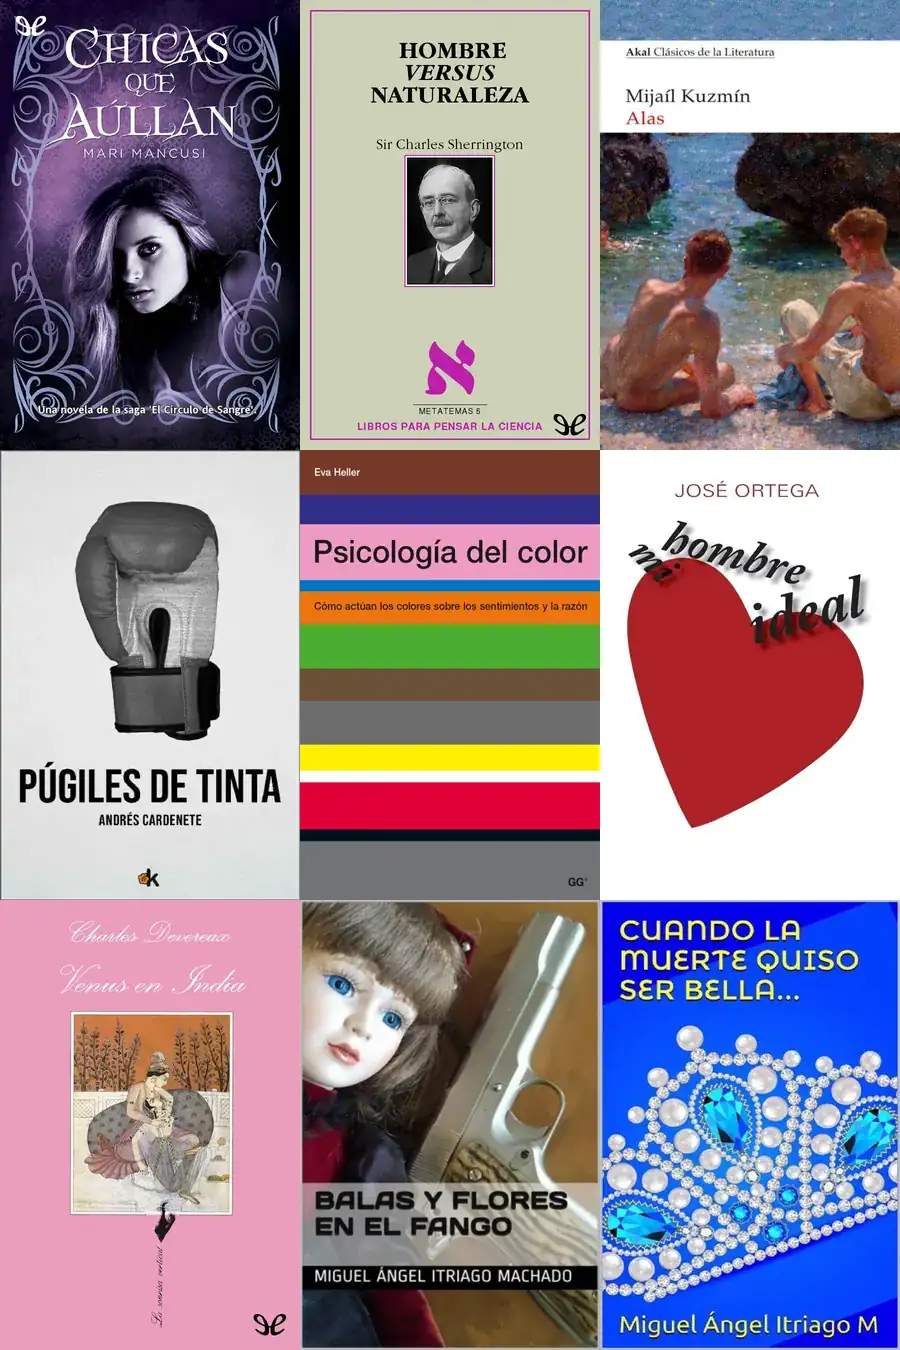 CHICAS
QUE
AÚLLAN
MARI MANCUSI
Una novela de la saga 'El Círculo de Sangre'.
HOMBRE
VERSUS
NATURALEZA
Sir Charles Sherrington
METATEMAS 6
LIBROS PARA PENSAR LA CIENCIA
Akal Clásicos de la Literatura
Mijaíl Kuzmín
Alas
PÚGILES DE TINTA
ANDRÉS CARDENETE
k
Eva Heller
Psicología del color
Cómo actúan los colores sobre los sentimientos y la razón
GG®
JOSÉ ORTEGA
mi hombre
ideal
Charles Devereaux
Venus en India
La sonrisa vertical
BALAS Y FLORES
EN EL FANGO
MIGUEL ÁNGEL ITRIAGO MACHADO
CUANDO LA
MUERTE QUISO
SER BELLA...
Miguel Ángel Itriago M